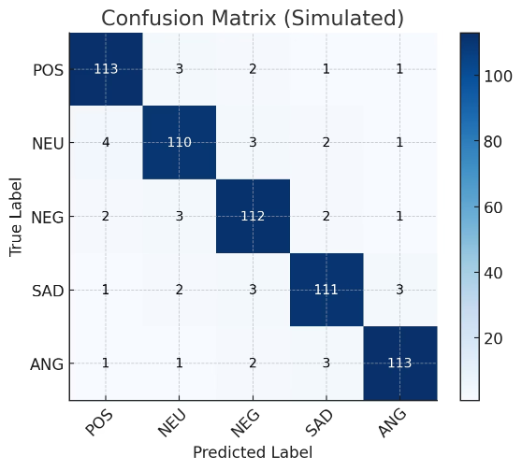 Confusion Matrix (Simulated)
POS 113 3 2 1 1
NEU 4 110 3 2 1
NEG 2 3 112 2 1
SAD 1 2 3 111 3
ANG 1 1 2 3 113
POS NEU NEG SAD ANG
Predicted Label
True Label
100
80
60
40
20